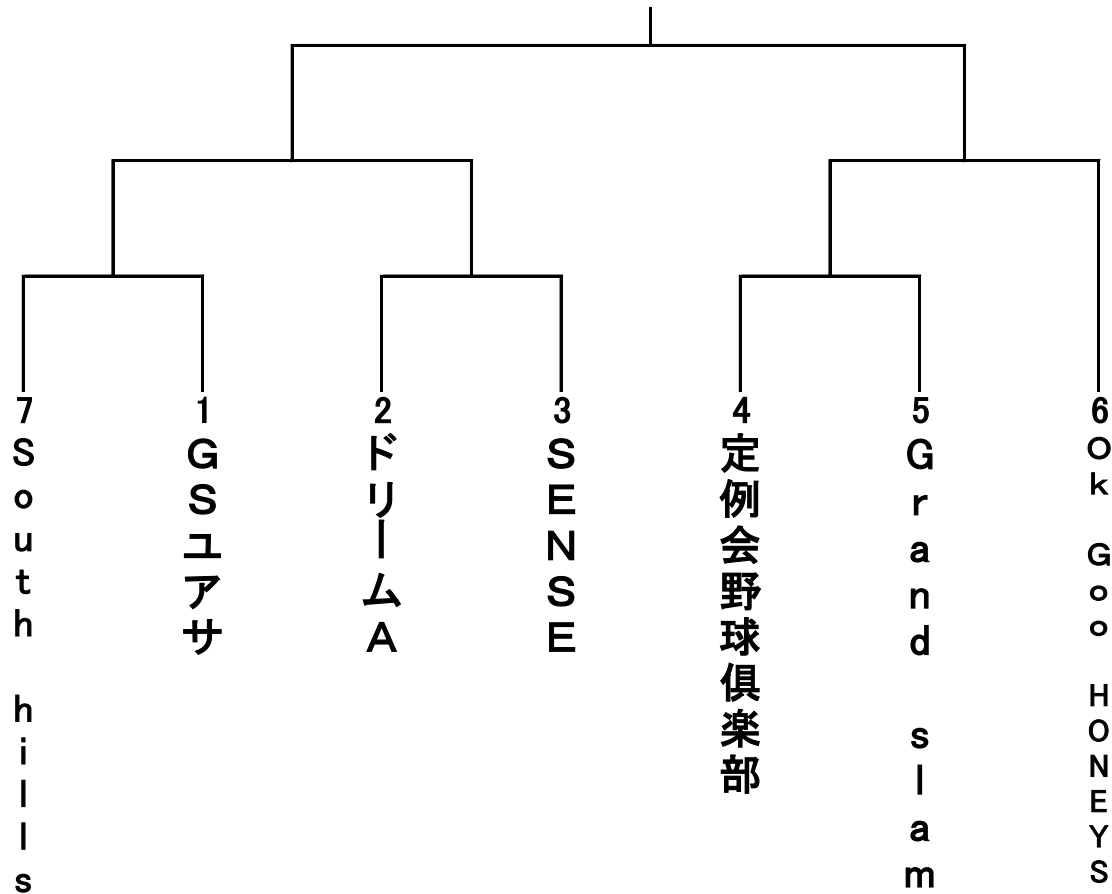 7
South hills
1
GSユアサ
2
ドリームA
3
SENSE
4
定例会野球倶楽部
5
Grand slam
6
Ok Goo HONEYS